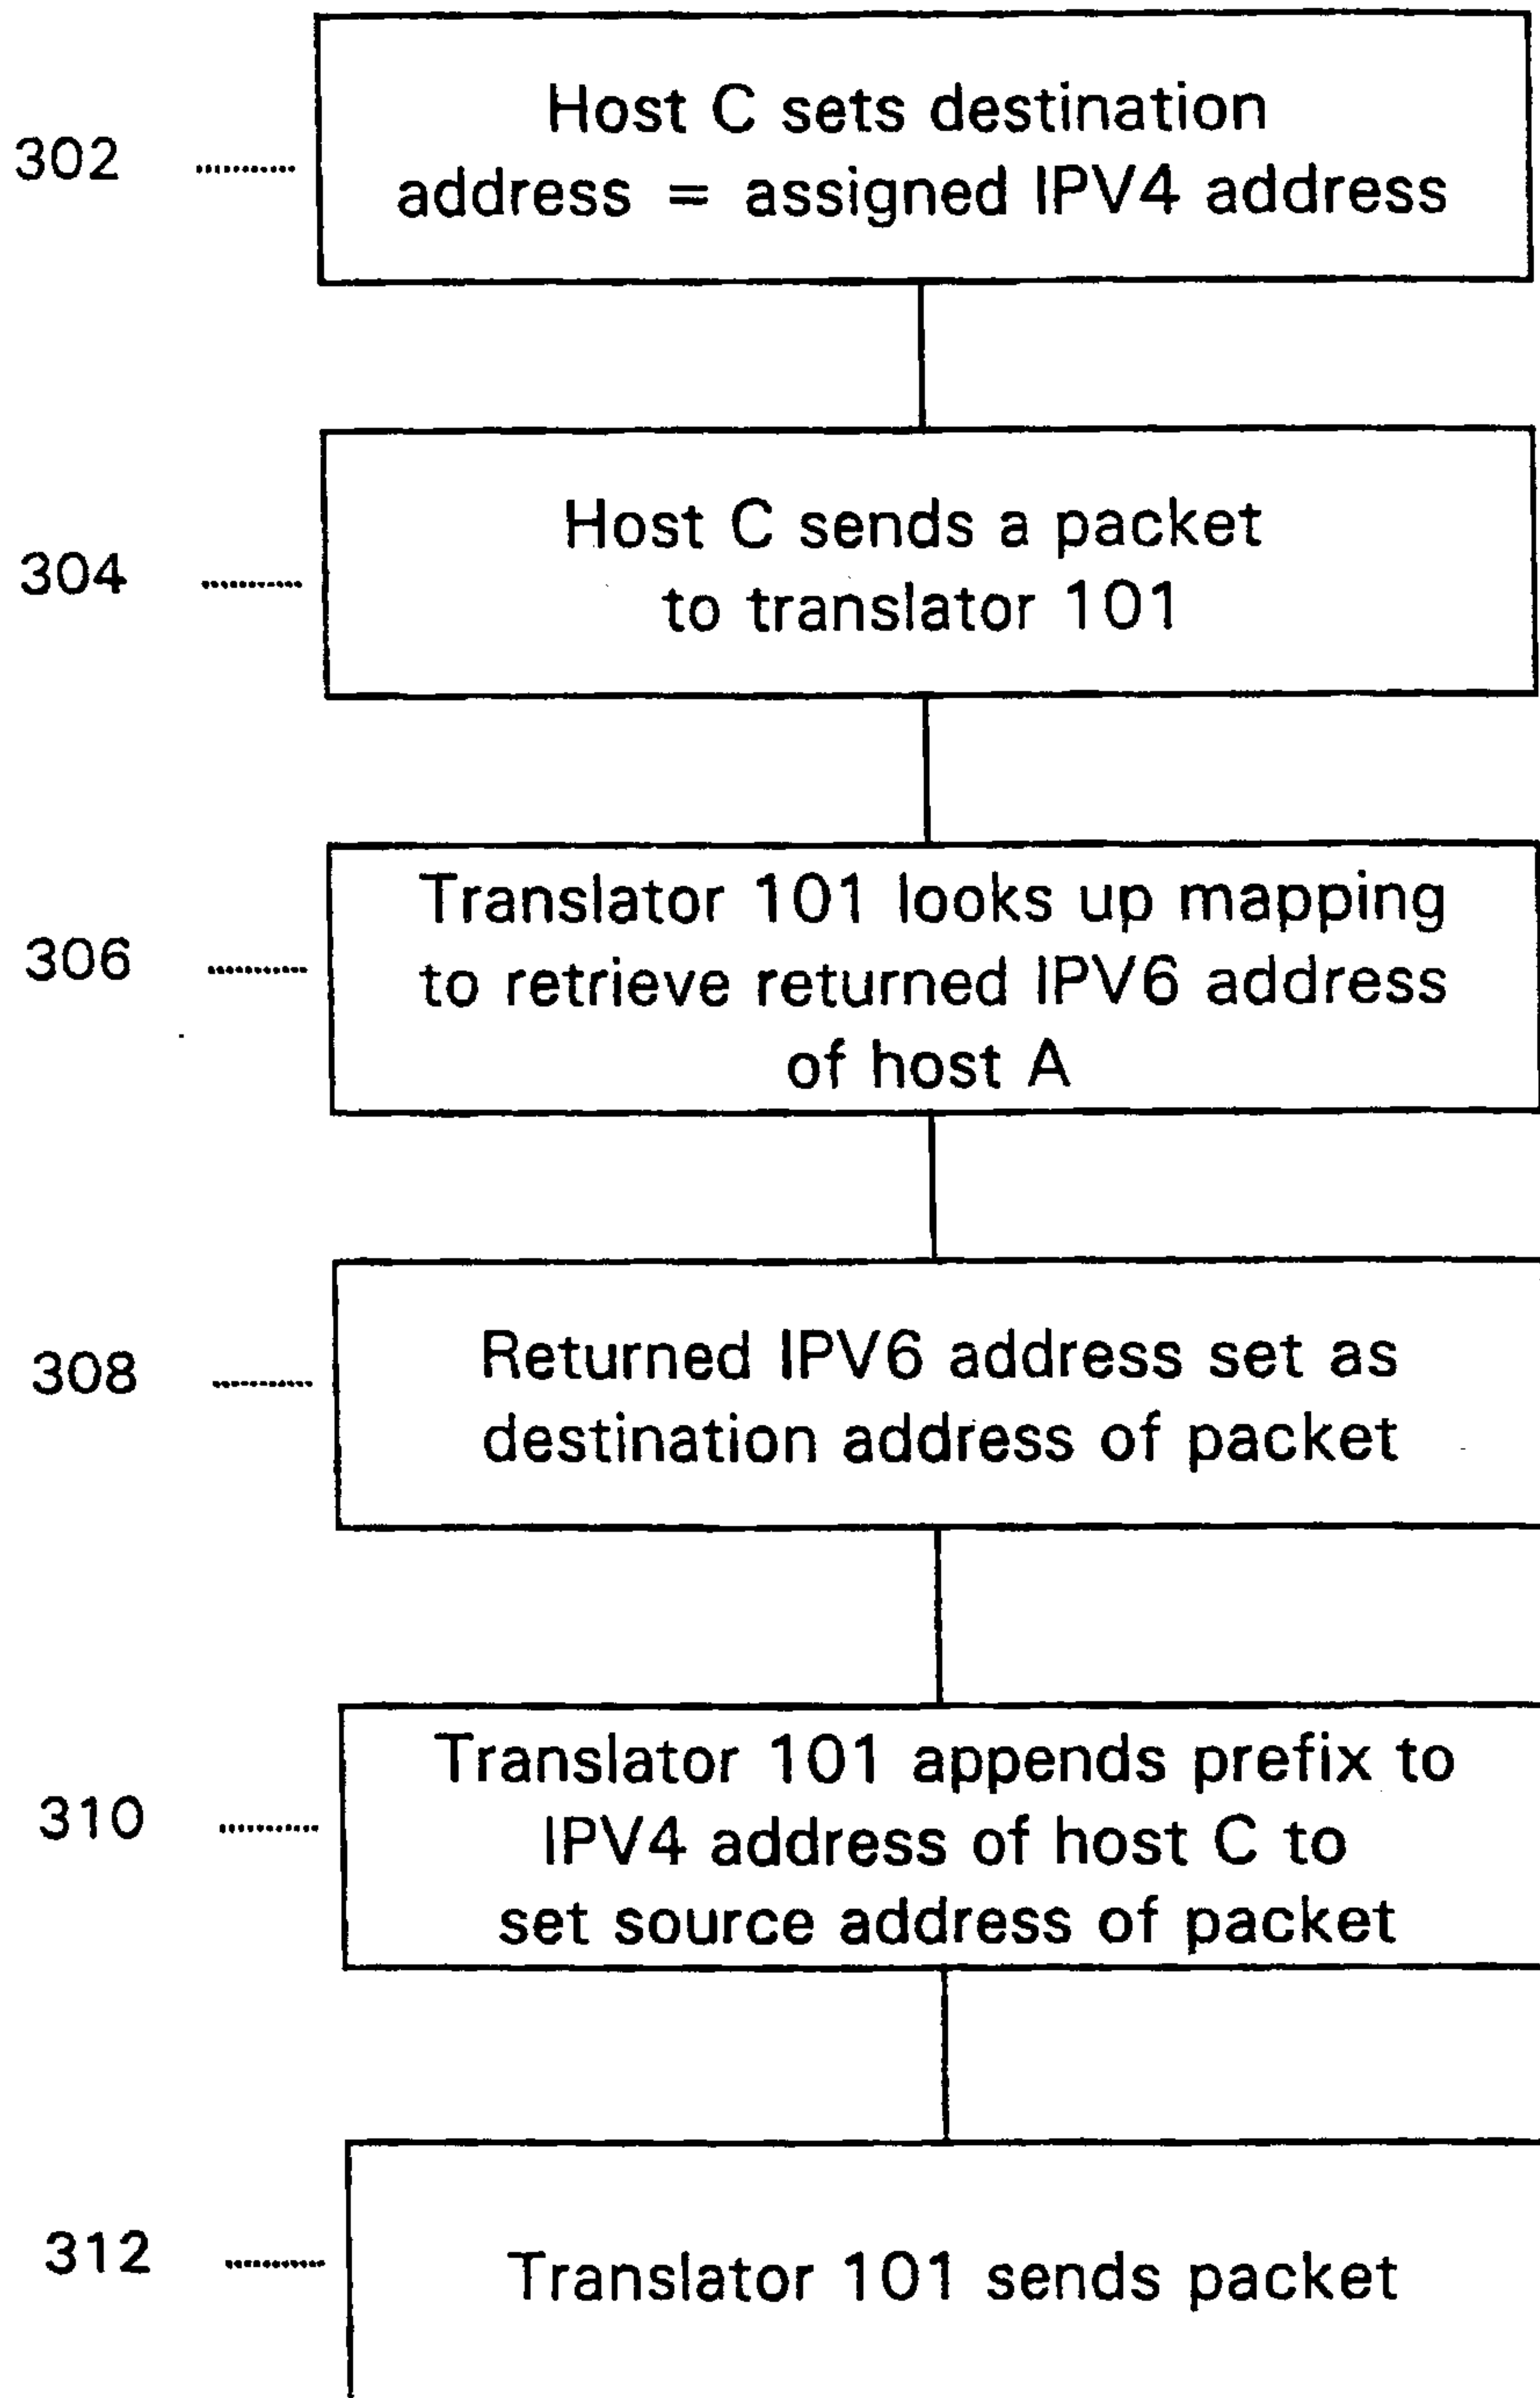 302
Host C sets destination
address = assigned IPV4 address
304
Host C sends a packet
to translator 101
306
Translator 101 looks up mapping
to retrieve returned IPV6 address
of host A
308
Returned IPV6 address set as
destination address of packet
310
Translator 101 appends prefix to
IPV4 address of host C to
set source address of packet
312
Translator 101 sends packet